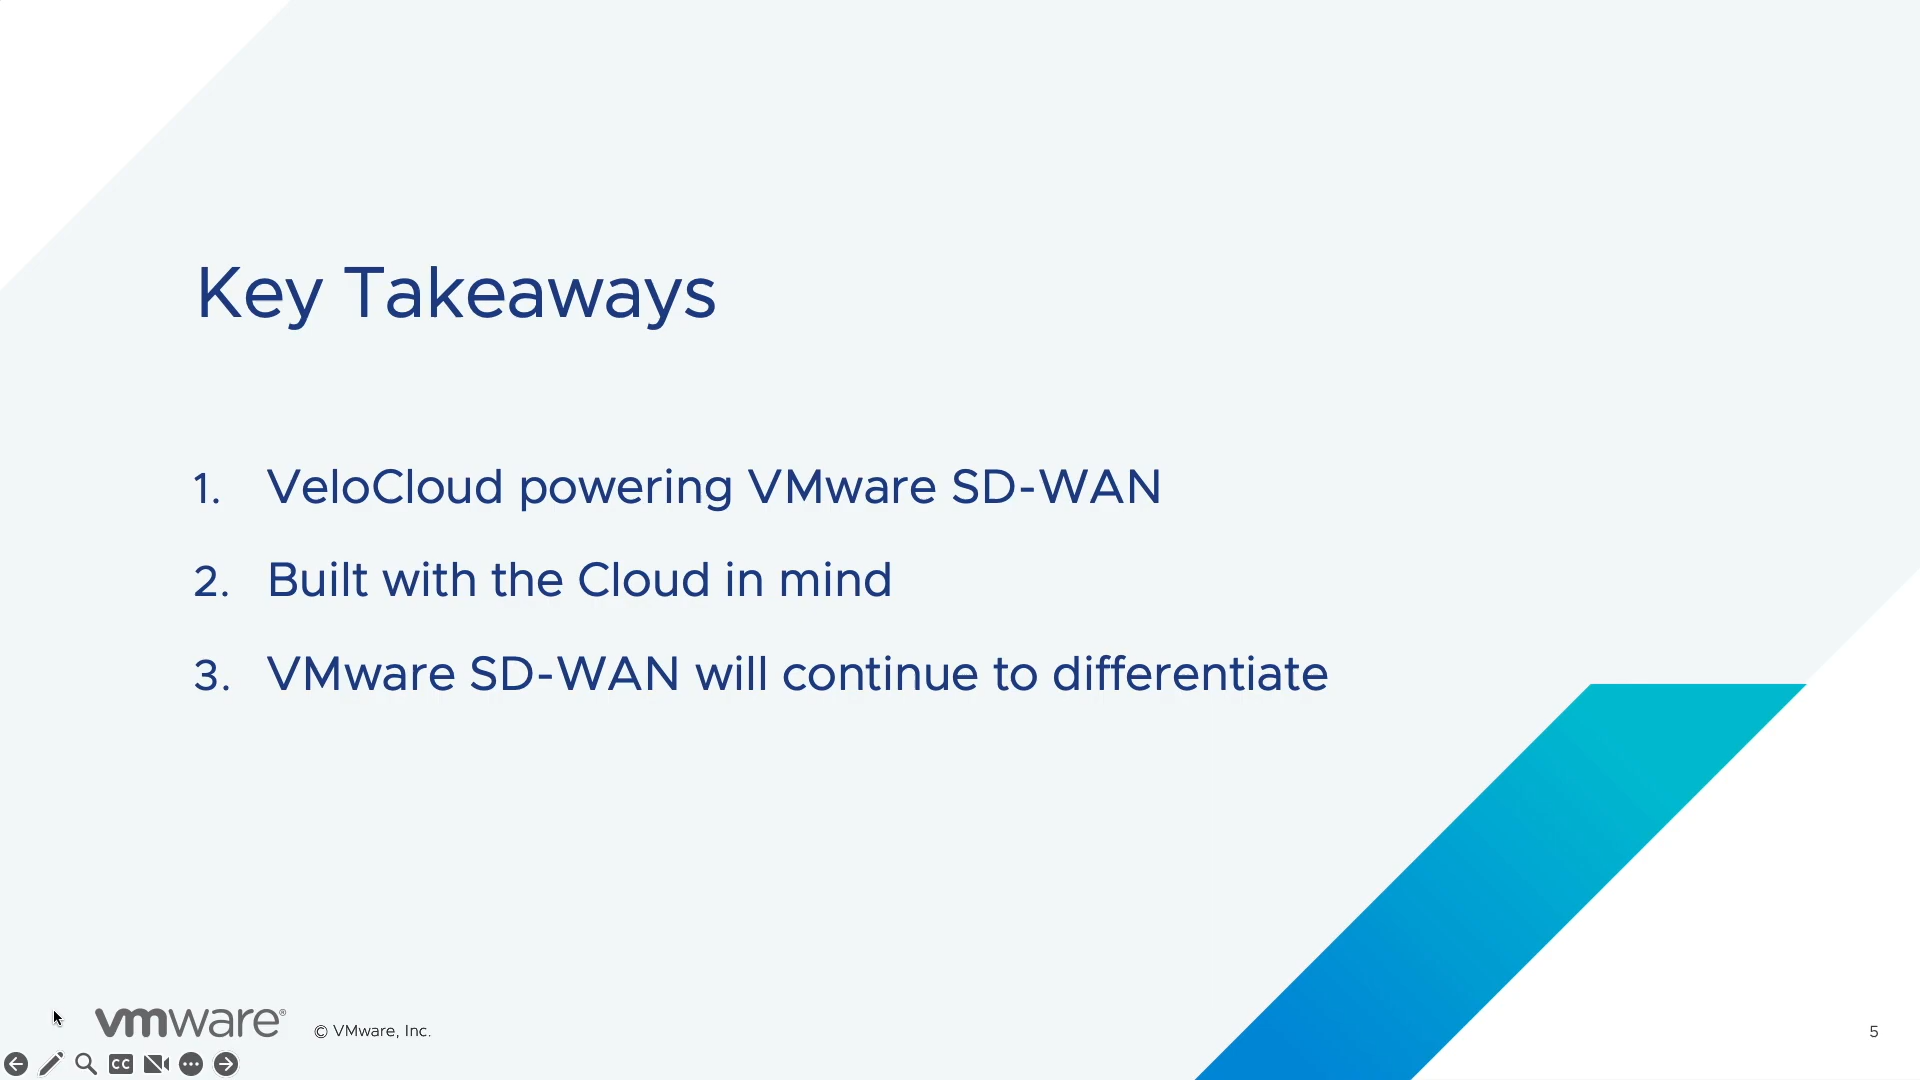 Key Takeaways
1. VeloCloud powering VMware SD-WAN
2. Built with the Cloud in mind
3. VMware SD-WAN will continue to differentiate
vmware® © VMware, Inc.
5
CC